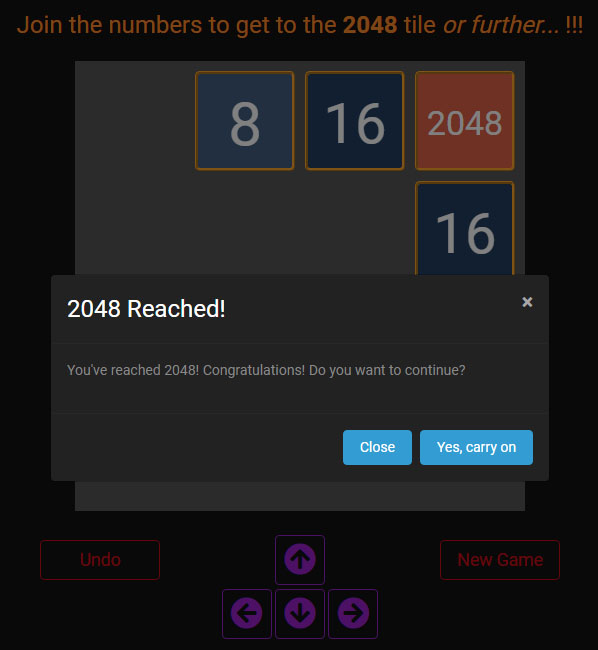 Join the numbers to get to the 2048 tile or further... !!!
8 16 2048
16
2048 Reached!
×
You've reached 2048! Congratulations! Do you want to continue?
Close Yes, carry on
Undo New Game